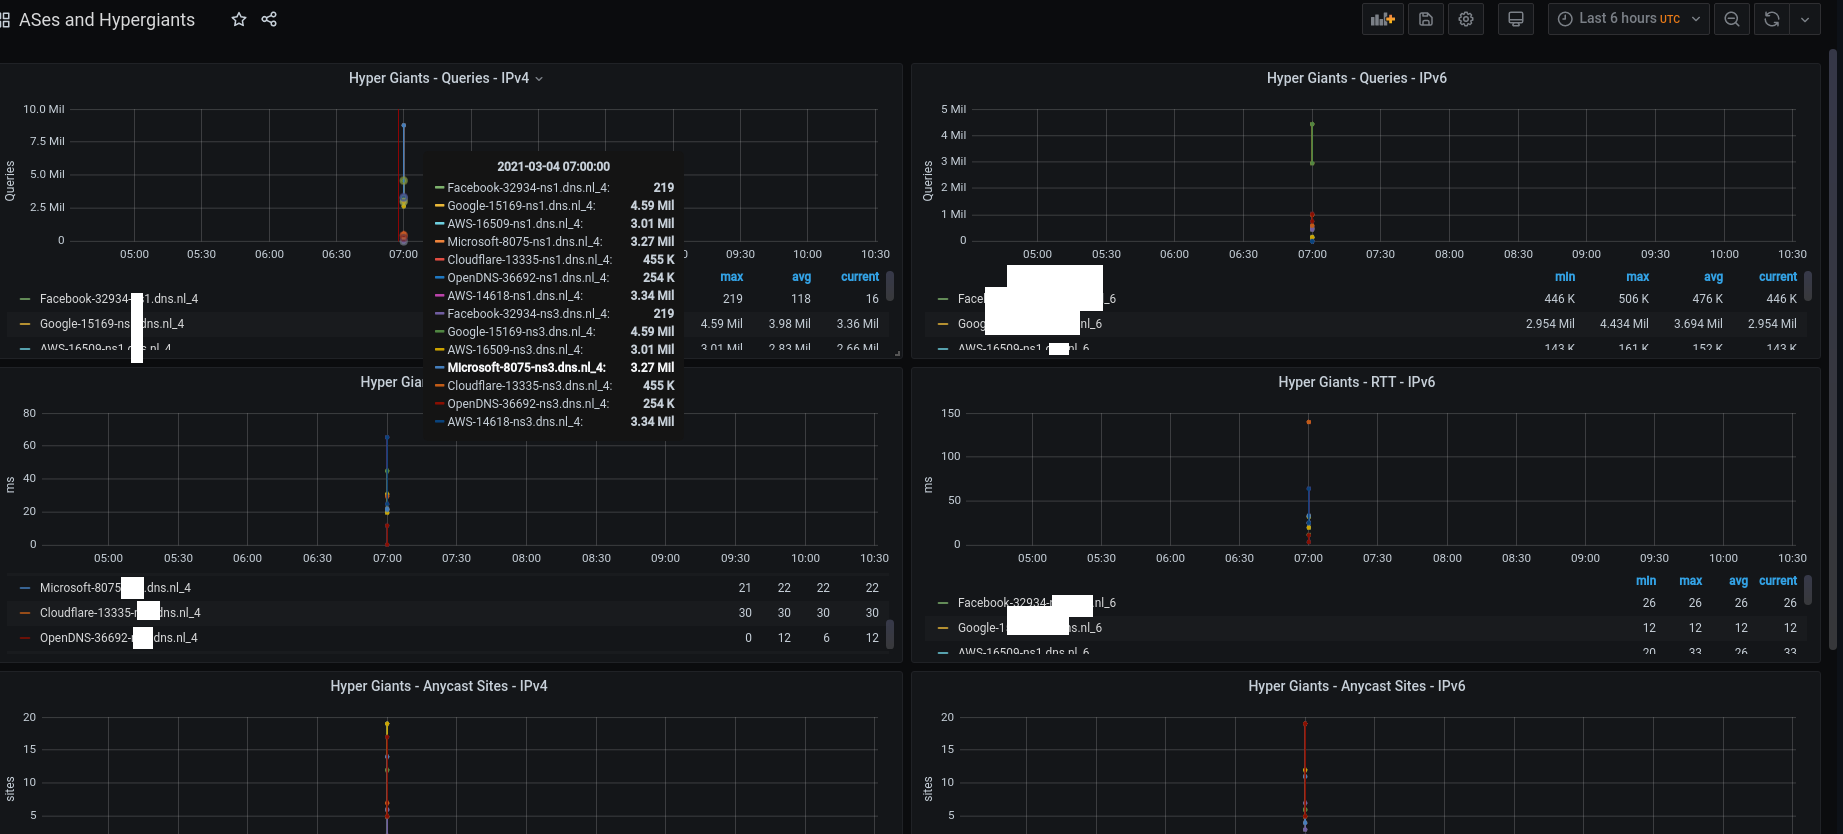 ASes and Hypergiants
Last 6 hours UTC
Hyper Giants - Queries - IPv4
10.0 Mil
7.5 Mil
5.0 Mil
2.5 Mil
0
Queries
05:00 05:30 06:00 06:30 07:00 09:30 10:00 10:30
max avg current
Facebook-32934- 1.dns.nl_4 219 118 16
Google-15169-ns dns.nl_4 4.59 Mil 3.98 Mil 3.36 Mil
AWS-16509-ns1 nl_4 3.01 Mil 2.83 Mil 2.66 Mil
2021-03-04 07:00:00
Facebook-32934-ns1.dns.nl_4: 219
Google-15169-ns1.dns.nl_4: 4.59 Mil
AWS-16509-ns1.dns.nl_4: 3.01 Mil
Microsoft-8075-ns1.dns.nl_4: 3.27 Mil
Cloudflare-13335-ns1.dns.nl_4: 455 K
OpenDNS-36692-ns1.dns.nl_4: 254 K
AWS-14618-ns1.dns.nl_4: 3.34 Mil
Facebook-32934-ns3.dns.nl_4: 219
Google-15169-ns3.dns.nl_4: 4.59 Mil
AWS-16509-ns3.dns.nl_4: 3.01 Mil
Microsoft-8075-ns3.dns.nl_4: 3.27 Mil
Cloudflare-13335-ns3.dns.nl_4: 455 K
OpenDNS-36692-ns3.dns.nl_4: 254 K
AWS-14618-ns3.dns.nl_4: 3.34 Mil
Hyper Giants - Queries - IPv6
5 Mil
4 Mil
3 Mil
2 Mil
1 Mil
0
Queries
05:00 05:30 06:00 06:30 07:00 07:30 08:00 08:30 09:00 09:30 10:00 10:30
min max avg current
Face _6 446 K 506 K 476 K 446 K
Goog nl_6 2.954 Mil 4.434 Mil 3.694 Mil 2.954 Mil
AWS-16509-ns1 nl_6 143 K 161 K 152 K 143 K
Hyper Gia
80
60
40
20
0
ms
05:00 05:30 06:00 06:30 07:00 07:30 08:00 08:30 09:00 09:30 10:00 10:30
Microsoft-8075 .dns.nl_4 21 22 22 22
Cloudflare-13335- dns.nl_4 30 30 30 30
OpenDNS-36692- dns.nl_4 0 12 6 12
Hyper Giants - RTT - IPv6
150
100
50
0
ms
05:00 05:30 06:00 06:30 07:00 07:30 08:00 08:30 09:00 09:30 10:00 10:30
min max avg current
Facebook-32934- .nl_6 26 26 26 26
Google-1 s.nl_6 12 12 12 12
AWS-16509-ns1.dns.nl_6 20 33 26 33
Hyper Giants - Anycast Sites - IPv4
20
15
10
5
sites
Hyper Giants - Anycast Sites - IPv6
20
15
10
5
sites